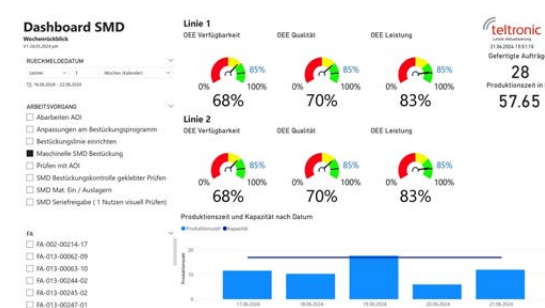 Dashboard SMD
Wochenrückblick
RUECKMELDEDATUM
Letzter 1 Wochen (Kalender)
16.06.2024 - 22.06.2024
ARBEITSVORGANG
Abarbeiten AOI
Anpassungen am Bestückungsprogramm
Bestückungslinie einrichten
Maschinelle SMD Bestückung
Prüfen mit AOI
SMD Bestückungskontrolle geklebter Prüfen
SMD Mat. Ein / Auslagern
SMD Seriefreigabe ( 1 Nutzen visuell Prüfen)
FA
FA-002-00214-17
FA-013-00062-09
FA-013-00063-10
FA-013-00244-02
FA-013-00245-02
FA-013-00247-01
Linie 1
OEE Verfügbarkeit OEE Qualität OEE Leistung
85% 85% 85%
0% 100% 0% 100% 0% 100%
68% 70% 83%
Linie 2
OEE Verfügbarkeit OEE Qualität OEE Leistung
85% 85% 85%
0% 100% 0% 100% 0% 100%
68% 70% 83%
Produktionszeit und Kapazität nach Datum
Produktionszeit Kapazität
Produktionszeit
20
10
0
17.06.2024 18.06.2024 19.06.2024 20.06.2024 21.06.2024
teltronic
Letzte Aktualisierung
21.06.2024 19:51:10
Gefertigte Aufträg
28
Produktionszeit in
57.65